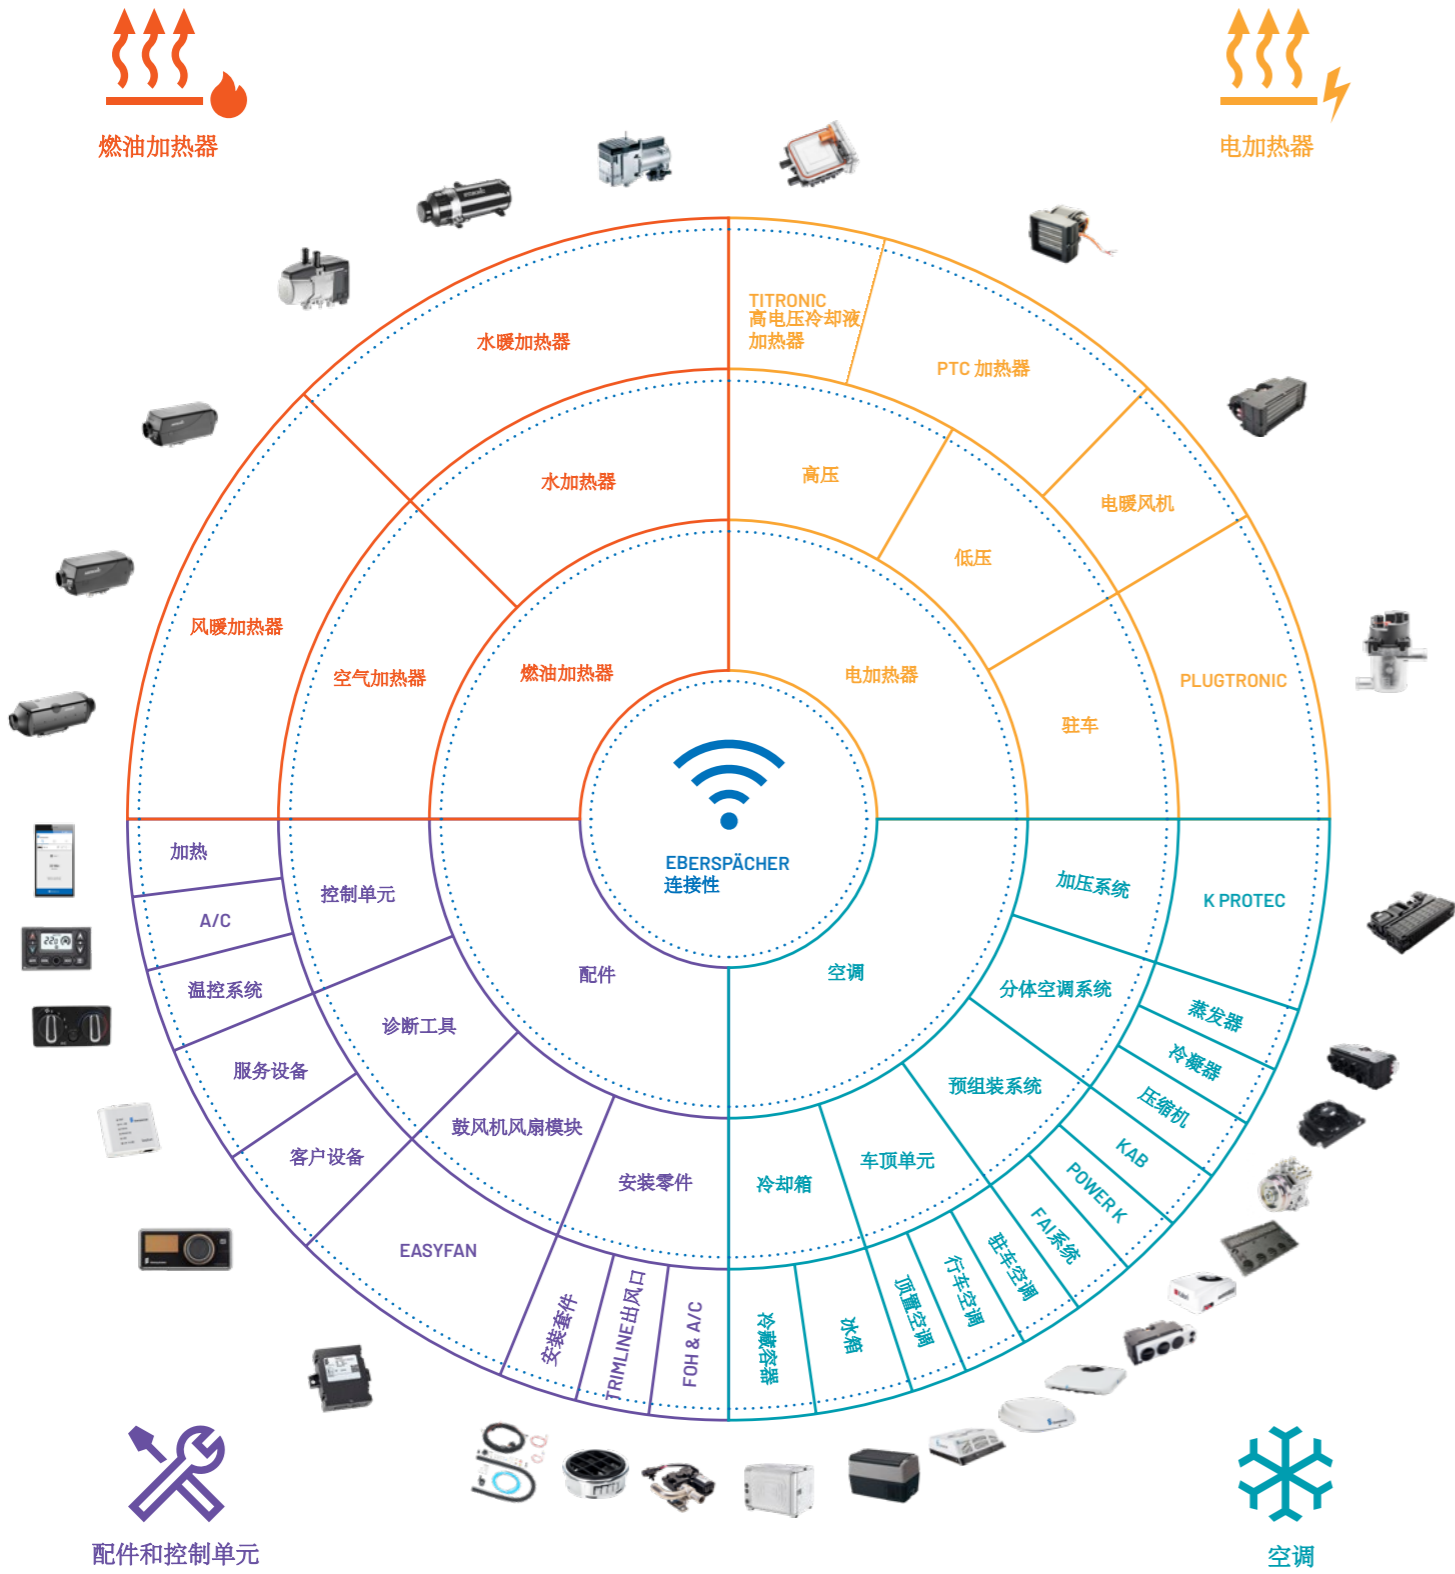 燃油加热器
电加热器
TITRONIC
高电压冷却液
加热器
水暖加热器
PTC 加热器
水加热器
高压
电暖风机
低压
风暖加热器
空气加热器
燃油加热器
电加热器
PLUGTRONIC
驻车
EBERSPÄCHER
连接性
加热
控制单元
加压系统
K PROTEC
A/C
配件
空调
温控系统
诊断工具
分体空调系统
蒸发器
服务设备
预组装系统
冷凝器
压缩机
鼓风机风扇模块
客户设备
安装零件
冷却箱
车顶单元
KAB
POWER K
EASYFAN
FAI系统
驻车空调
行车空调
顶置空调
安装套件
TRIMLINE出风口
FOH & A/C
冷藏容器
冰箱
配件和控制单元
空调